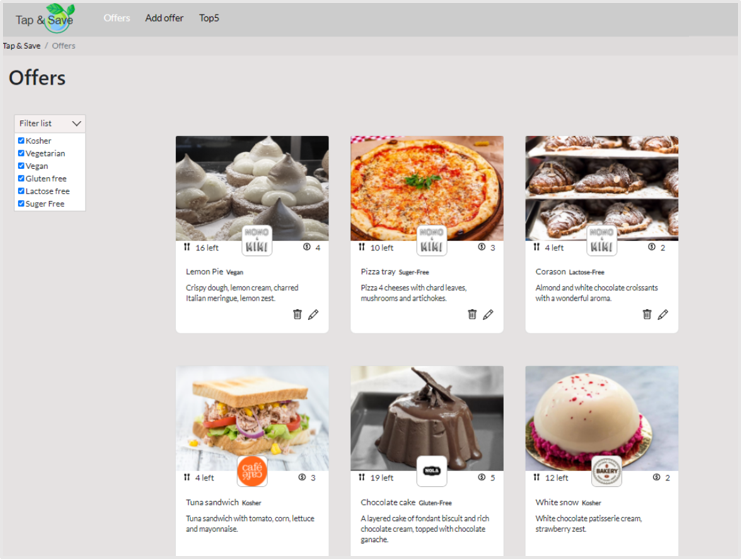 Tap & Save
Offers
Add offer
Top5
Tap & Save / Offers
Offers
Filter list
Kosher
Vegetarian
Vegan
Gluten free
Lactose free
Suger Free
MOMO
&
KIKI
16 left
4
Lemon Pie Vegan
Crispy dough, lemon cream, charred
Italian meringue, lemon zest.
MOMO
&
KIKI
10 left
3
Pizza tray Suger-Free
Pizza 4 cheeses with chard leaves,
mushrooms and artichokes.
MOMO
&
KIKI
4 left
2
Corason Lactose-Free
Almond and white chocolate croissants
with a wonderful aroma.
cafe
cafe
4 left
3
Tuna sandwich Kosher
Tuna sandwich with tomato, corn, lettuce
and mayonnaise.
NOLA
19 left
5
Chocolate cake Gluten-Free
A layered cake of fondant biscuit and rich
chocolate cream, topped with chocolate
ganache.
BAKERY
12 left
2
White snow Kosher
White chocolate patisserie cream,
strawberry zest.